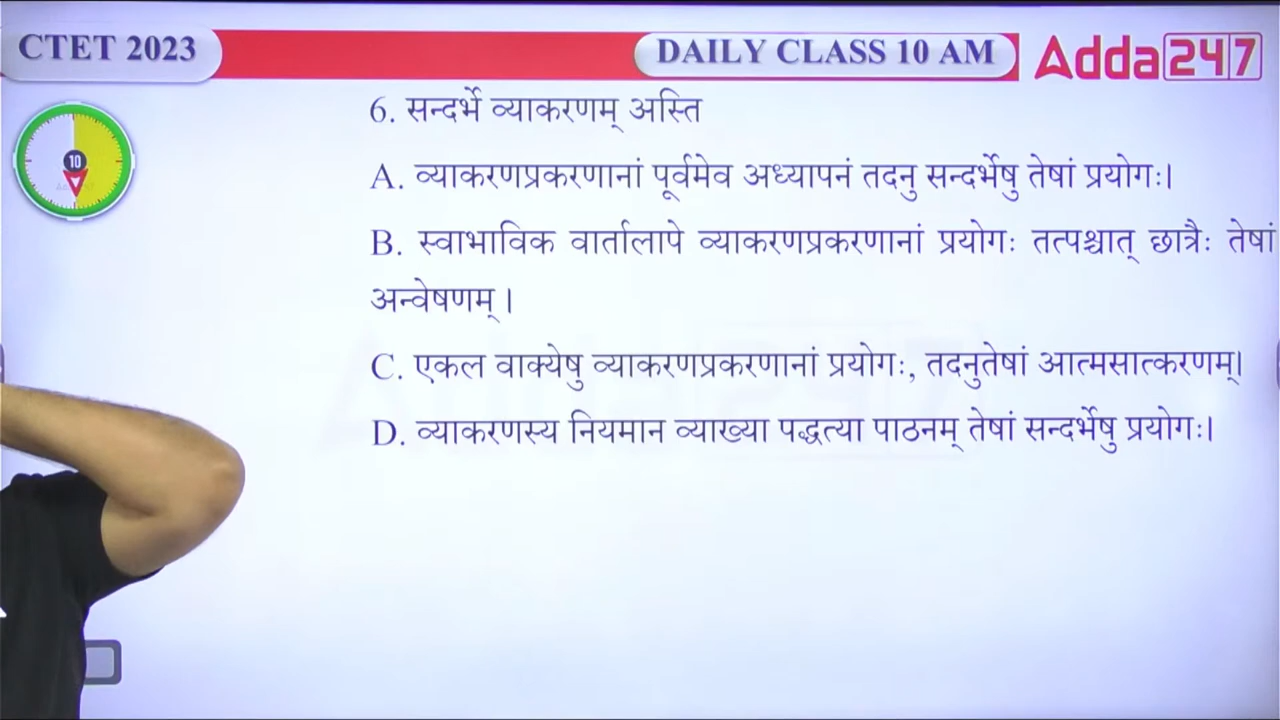 CTET 2023
DAILY CLASS 10 AM
Adda247
10
6. सन्दर्भे व्याकरणम् अस्ति
A. व्याकरणप्रकरणानां पूर्वमेव अध्यापनं तदनु सन्दर्भेषु तेषां प्रयोगः।
B. स्वाभाविक वार्तालापे व्याकरणप्रकरणानां प्रयोगः तत्पश्चात् छात्रैः तेषां
अन्वेषणम् ।
C. एकल वाक्येषु व्याकरणप्रकरणानां प्रयोगः, तदनुतेषां आत्मसात्करणम्।
D. व्याकरणस्य नियमान व्याख्या पद्धत्या पाठनम् तेषां सन्दर्भेषु प्रयोगः।